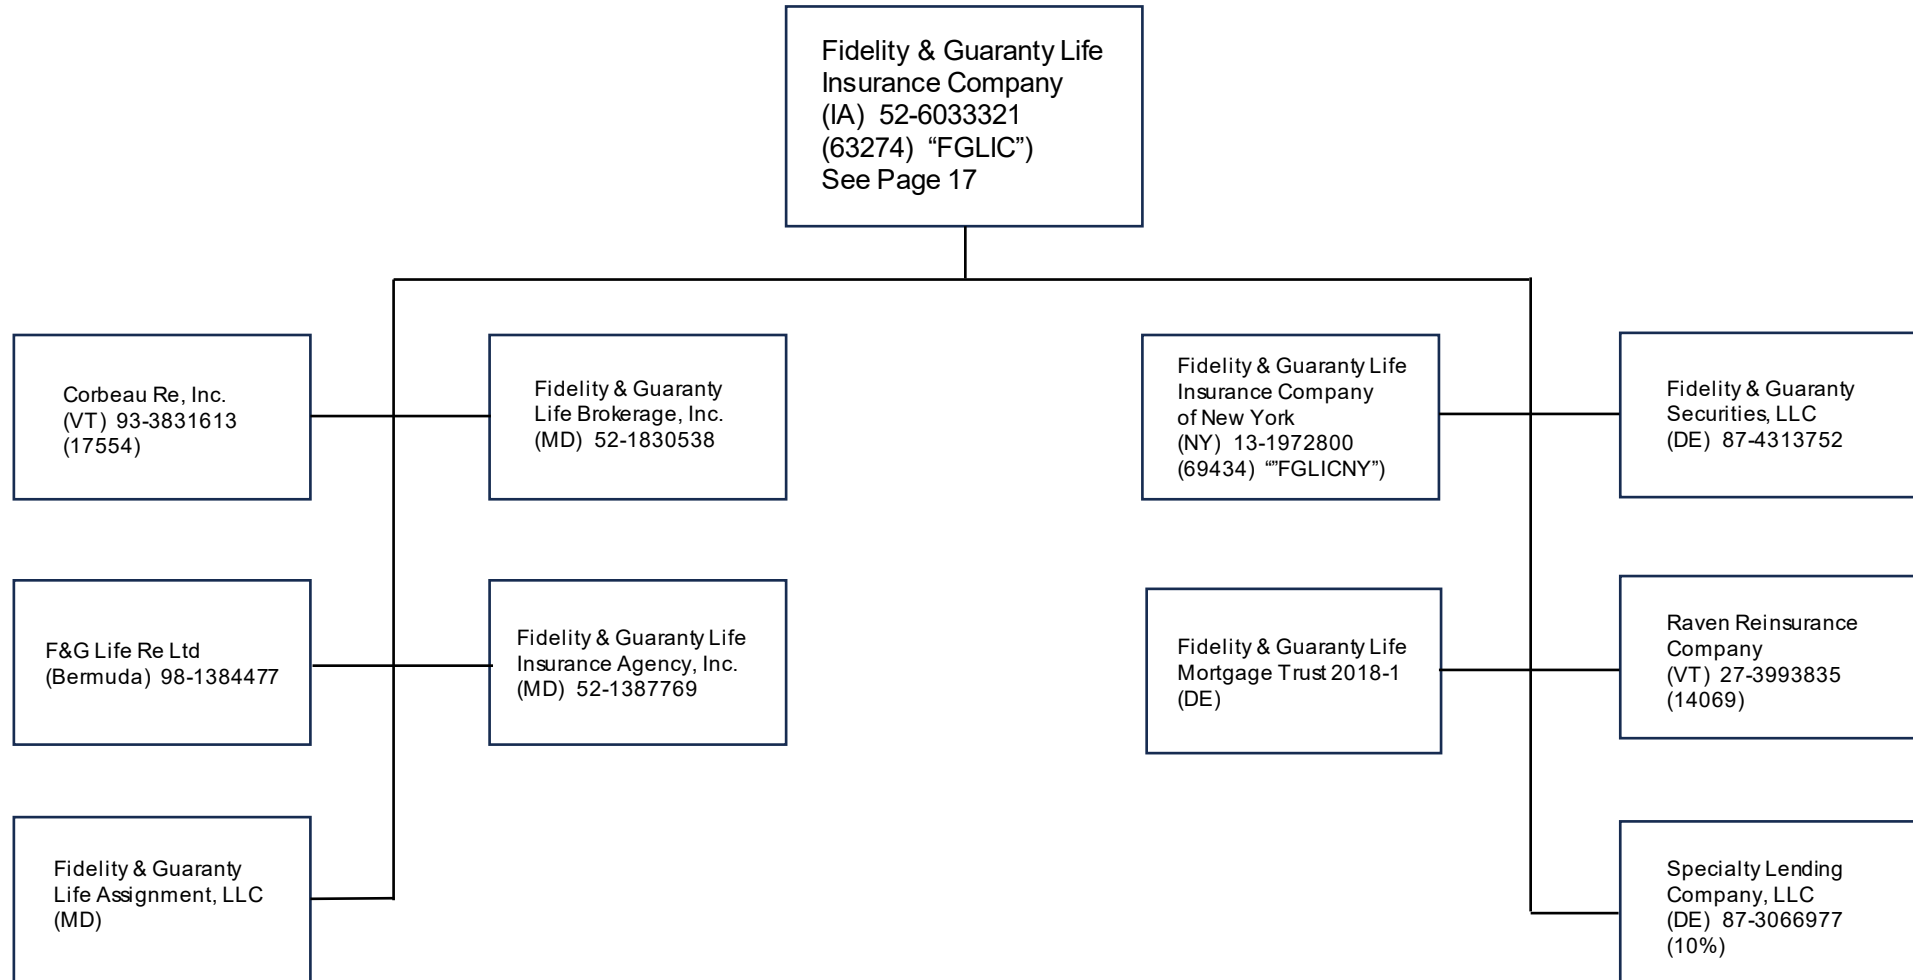 Fidelity & Guaranty Life
Insurance Company
(IA) 52-6033321
(63274) “FGLIC”)
See Page 17
Corbeau Re, Inc.
(VT) 93-3831613
(17554)
Fidelity & Guaranty
Life Brokerage, Inc.
(MD) 52-1830538
Fidelity & Guaranty Life
Insurance Company
of New York
(NY) 13-1972800
(69434) “”FGLICNY”)
Fidelity & Guaranty
Securities, LLC
(DE) 87-4313752
F&G Life Re Ltd
(Bermuda) 98-1384477
Fidelity & Guaranty Life
Insurance Agency, Inc.
(MD) 52-1387769
Fidelity & Guaranty Life
Mortgage Trust 2018-1
(DE)
Raven Reinsurance
Company
(VT) 27-3993835
(14069)
Fidelity & Guaranty
Life Assignment, LLC
(MD)
Specialty Lending
Company, LLC
(DE) 87-3066977
(10%)